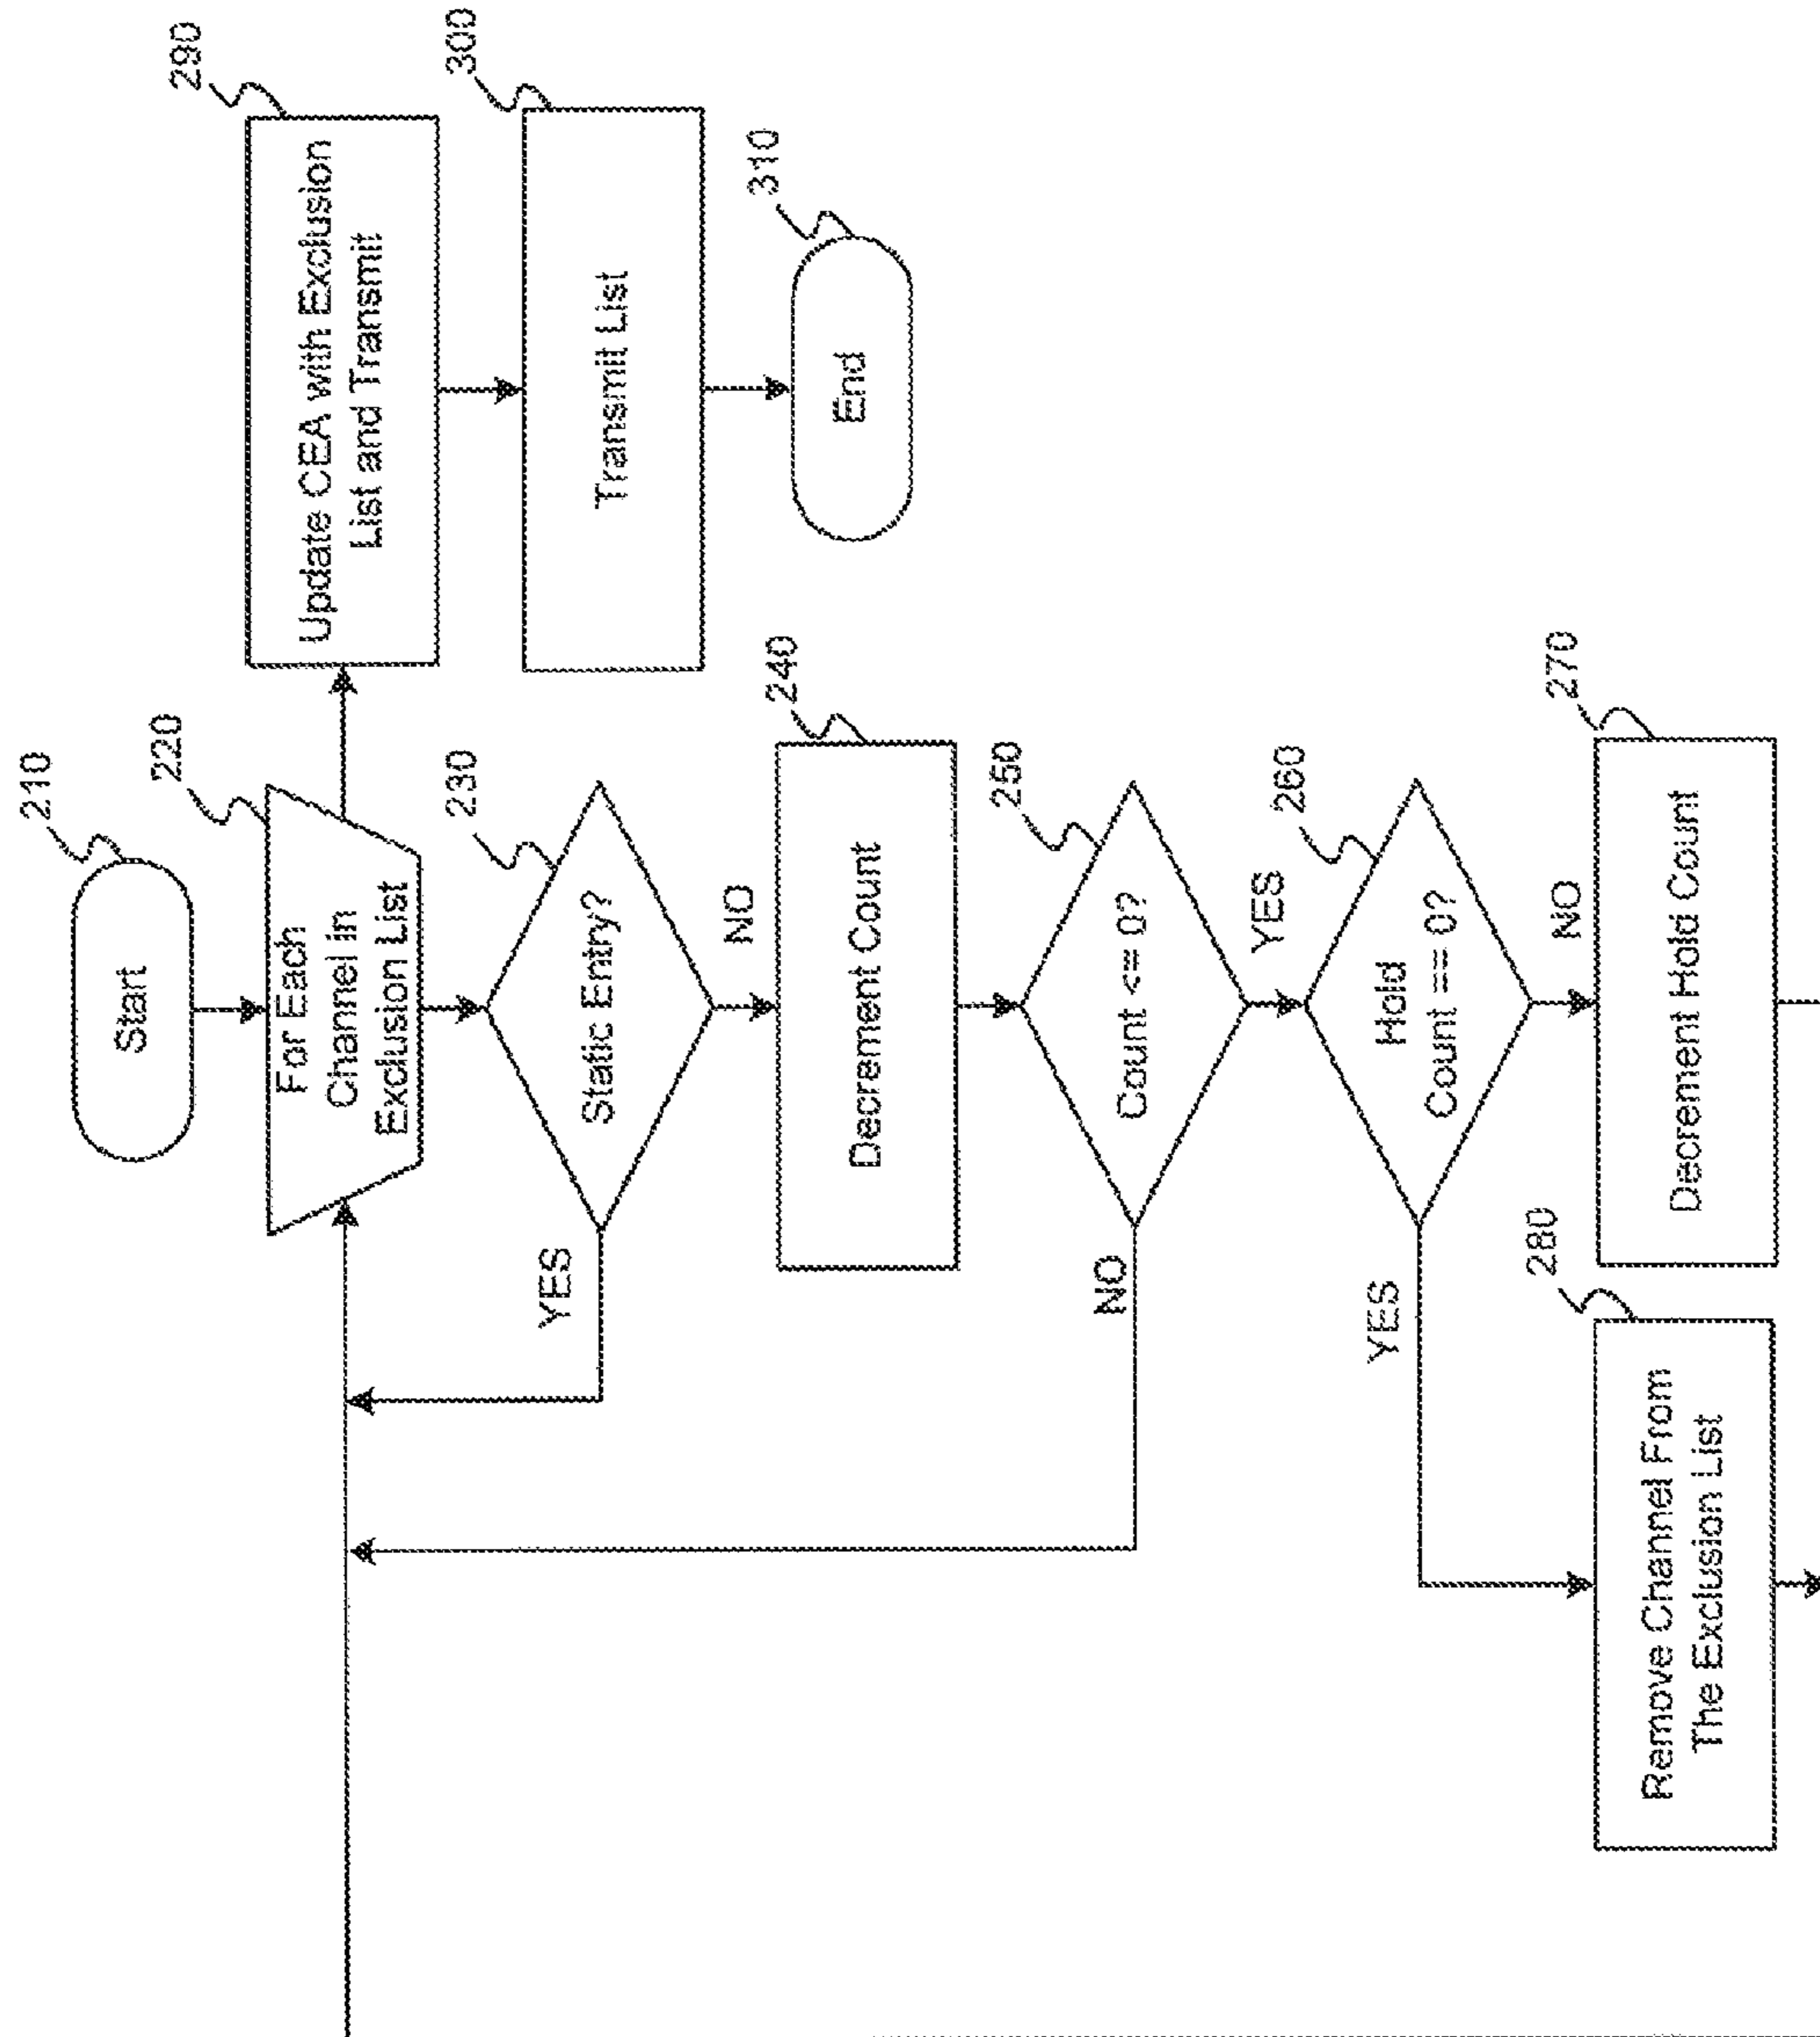 210
Start
220
For Each
Channel in
Exclusion List
290
Update CEA with Exclusion
List and Transmit
230
Static Entry?
YES
NO
300
Transmit List
240
Decrement Count
310
End
250
Count <= 0?
NO
YES
260
Hold
Count == 0?
YES
NO
280
Remove Channel From
The Exclusion List
270
Decrement Hold Count